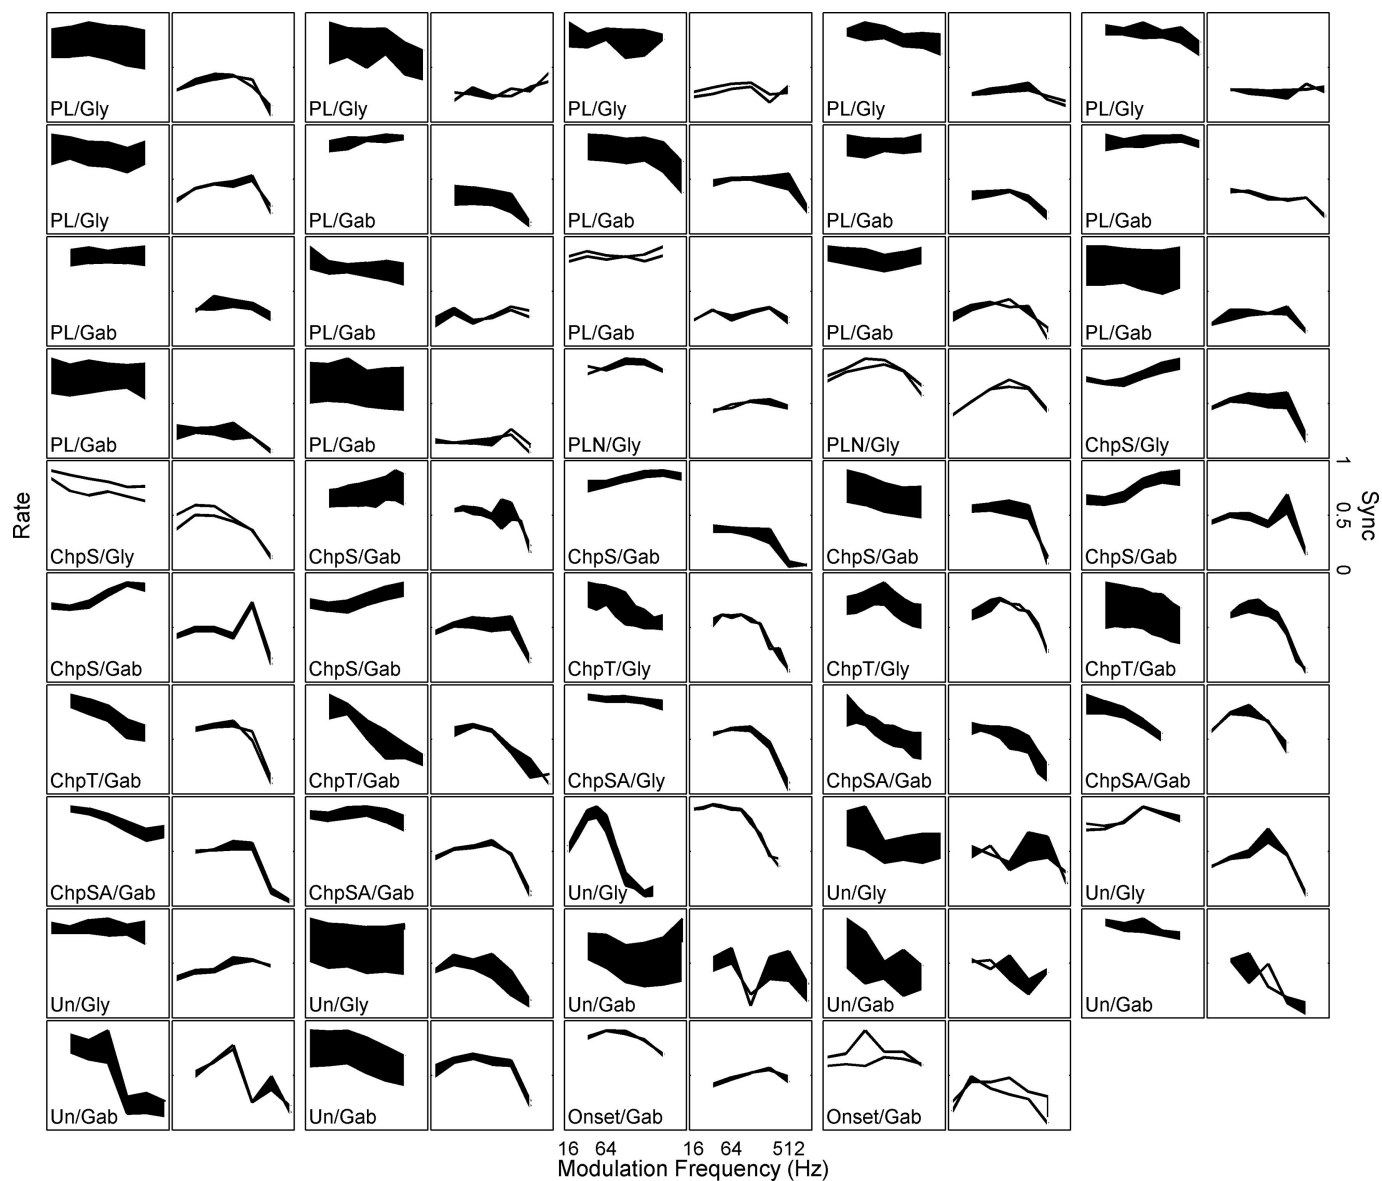 PL/Gly PL/Gly PL/Gly PL/Gly PL/Gly
PL/Gly PL/Gab PL/Gab PL/Gab PL/Gab
PL/Gab PL/Gab PL/Gab PL/Gab PL/Gab
PL/Gab PL/Gab PLN/Gly PLN/Gly ChpS/Gly
Rate
ChpS/Gly ChpS/Gab ChpS/Gab ChpS/Gab ChpS/Gab
1
0.5
0
Sync
ChpS/Gab ChpS/Gab ChpT/Gly ChpT/Gly ChpT/Gab
ChpT/Gab ChpT/Gab ChpSA/Gly ChpSA/Gab ChpSA/Gab
ChpSA/Gab ChpSA/Gab Un/Gly Un/Gly Un/Gly
Un/Gly Un/Gly Un/Gab Un/Gab Un/Gab
Un/Gab Un/Gab Onset/Gab Onset/Gab
16 64 16 64 512
Modulation Frequency (Hz)